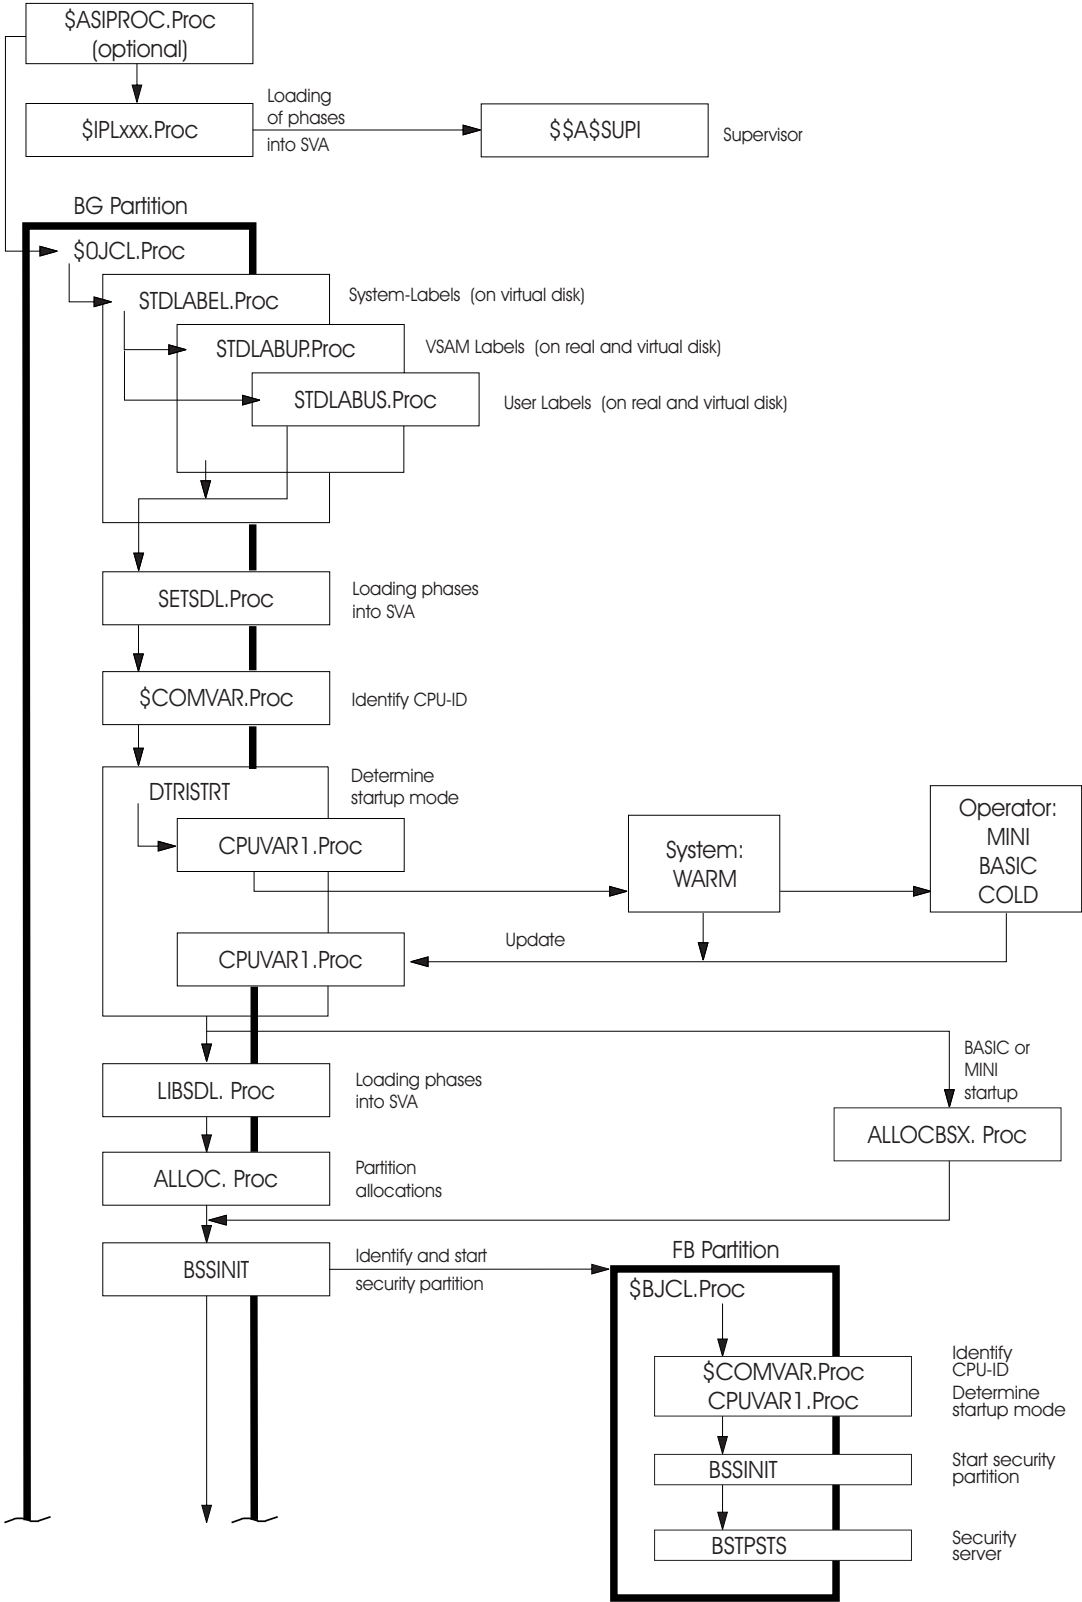 $ASIPROC.Proc
(optional)
$IPLxxx.Proc
Loading
of phases
into SVA
$$A$SUPI
Supervisor
BG Partition
$0JCL.Proc
STDLABEL.Proc
System-Labels (on virtual disk)
STDLABUP.Proc
VSAM Labels (on real and virtual disk)
STDLABUS.Proc
User Labels (on real and virtual disk)
SETSDL.Proc
Loading phases
into SVA
$COMVAR.Proc
Identify CPU-ID
DTRISTRT
Determine
startup mode
CPUVAR1.Proc
System:
WARM
Operator:
MINI
BASIC
COLD
Update
CPUVAR1.Proc
BASIC or
MINI
startup
LIBSDL. Proc
Loading phases
into SVA
ALLOCBSX. Proc
ALLOC. Proc
Partition
allocations
BSSINIT
Identify and start
security partition
FB Partition
$BJCL.Proc
$COMVAR.Proc
CPUVAR1.Proc
Identify
CPU-ID
Determine
startup mode
BSSINIT
Start security
partition
BSTPSTS
Security
server